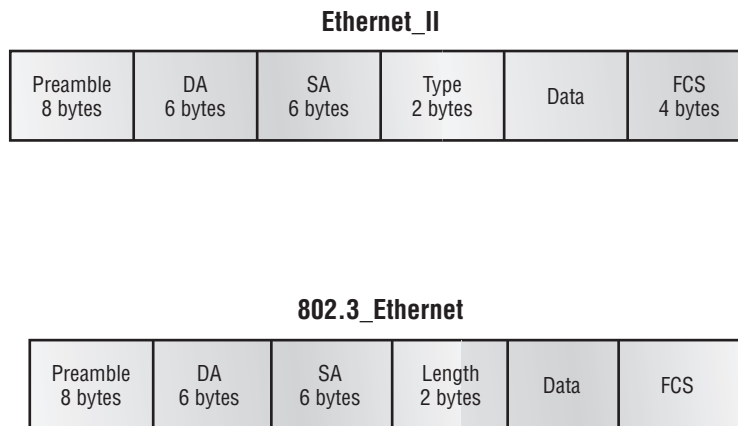 Ethernet_II
Preamble
8 bytes
DA
6 bytes
SA
6 bytes
Type
2 bytes
Data
FCS
4 bytes
802.3_Ethernet
Preamble
8 bytes
DA
6 bytes
SA
6 bytes
Length
2 bytes
Data
FCS